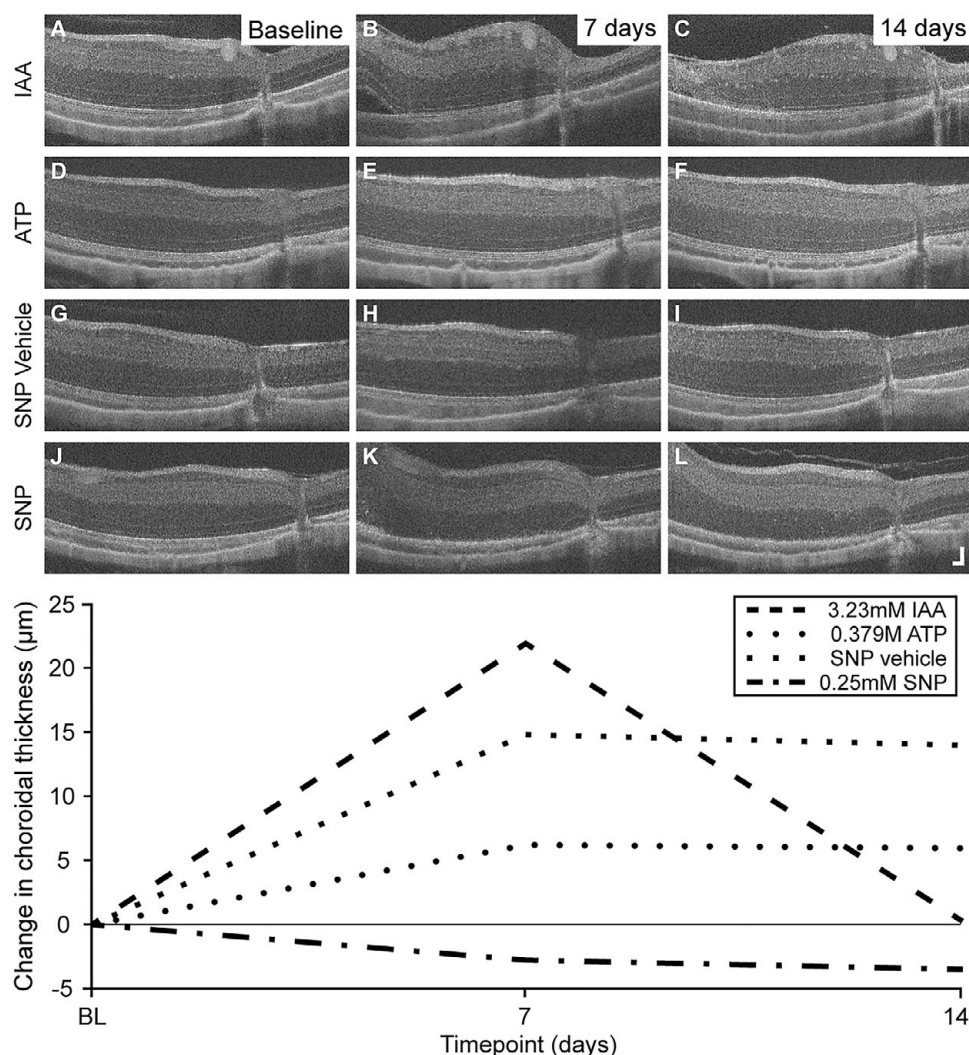 A Baseline B 7 days C 14 days
IAA
D E F
ATP
G H I
SNP Vehicle
J K L
SNP
25
20
15
10
5
0
-5
Change in choroidal thickness (µm)
3.23mM IAA
0.379M ATP
SNP vehicle
0.25mM SNP
BL 7 14
Timepoint (days)